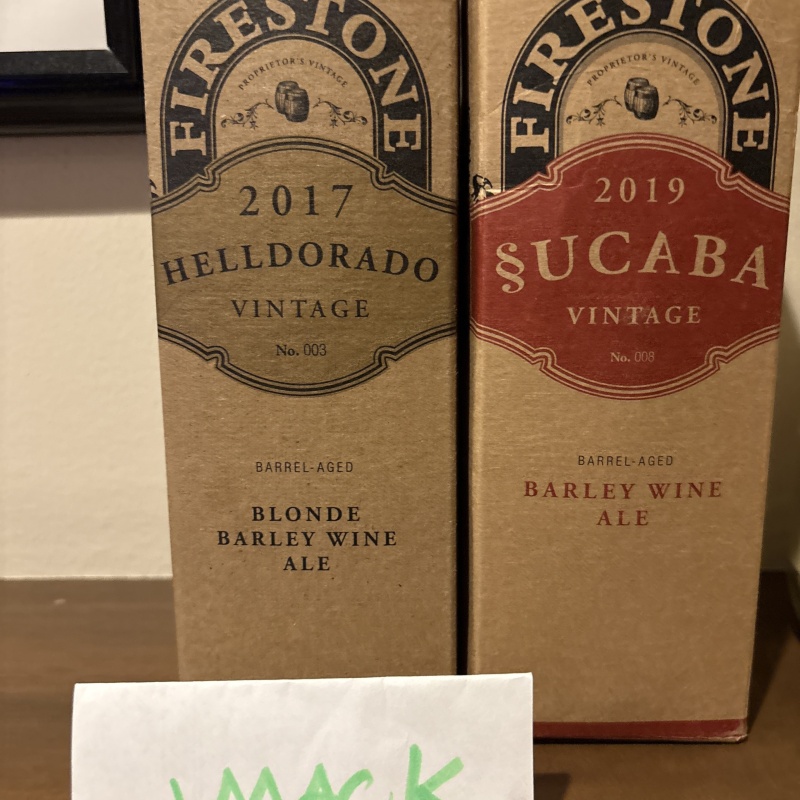 FIRESTONE
PROPRIETOR'S VINTAGE
2017
HELLDORADO
VINTAGE
No. 003
BARREL-AGED
BLONDE
BARLEY WINE
ALE
FIRESTONE
PROPRIETOR'S VINTAGE
2019
§UCABA
VINTAGE
No. 008
BARREL-AGED
BARLEY WINE
ALE